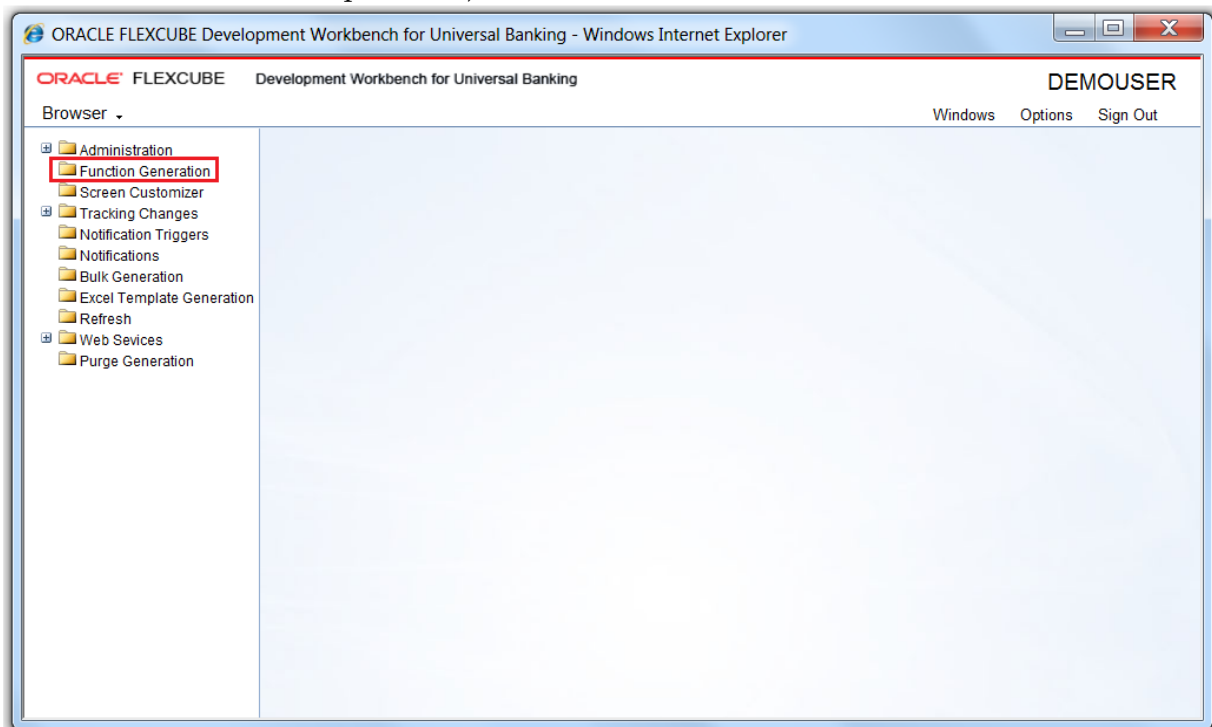 ORACLE FLEXCUBE Development Workbench for Universal Banking - Windows Internet Explorer
ORACLE FLEXCUBE Development Workbench for Universal Banking
DEMOUSER
Browser
Windows Options Sign Out
Administration
Function Generation
Screen Customizer
Tracking Changes
Notification Triggers
Notifications
Bulk Generation
Excel Template Generation
Refresh
Web Sevices
Purge Generation